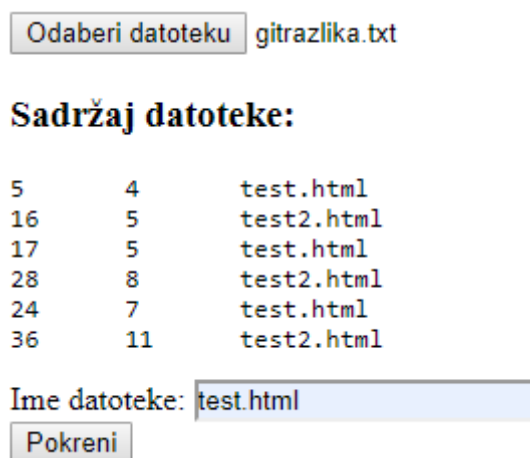 Odaberi datoteku gitrazlika.txt
Sadržaj datoteke:
5 4 test.html
16 5 test2.html
17 5 test.html
28 8 test2.html
24 7 test.html
36 11 test2.html
Ime datoteke: test.html
Pokreni